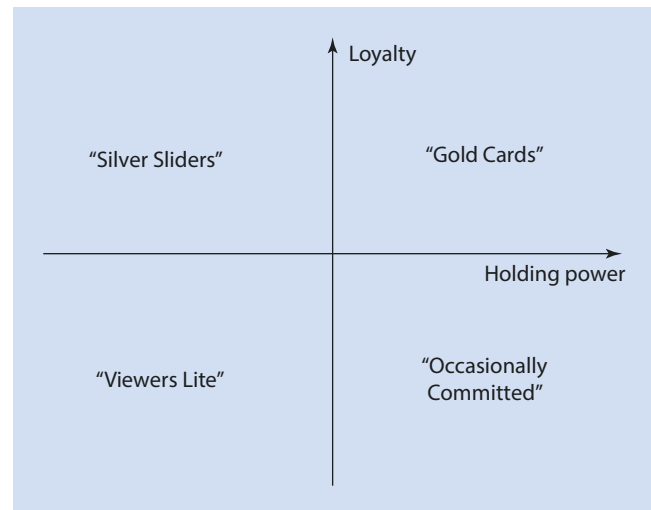 Loyalty
“Silver Sliders”
“Gold Cards”
Holding power
“Viewers Lite”
“Occasionally
Committed”